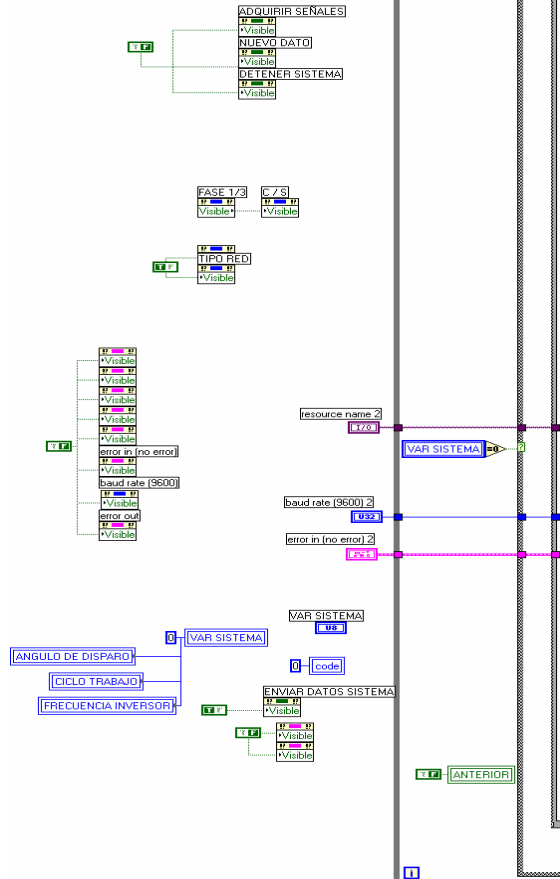 ADQUIRIR SEÑALES
Visible
NUEVO DATO
F
Visible
DETENER SISTEMA
Visible
FASE 1/3 C / S
Visible Visible
TIPO RED
T
Visible
Visible
Visible
Visible
Visible
Visible
F
error in (no error)
Visible
baud rate (9600)
Visible
error out
Visible
resource name 2
I/O
VAR SISTEMA =0 ?
baud rate (9600) 2
U32
error in (no error) 2
VAR SISTEMA
U8
0 VAR SISTEMA
ANGULO DE DISPARO
0 code
CICLO TRABAJO
ENVIAR DATOS SISTEMA
FRECUENCIA INVERSOR
T Visible
F Visible
Visible
F ANTERIOR
i